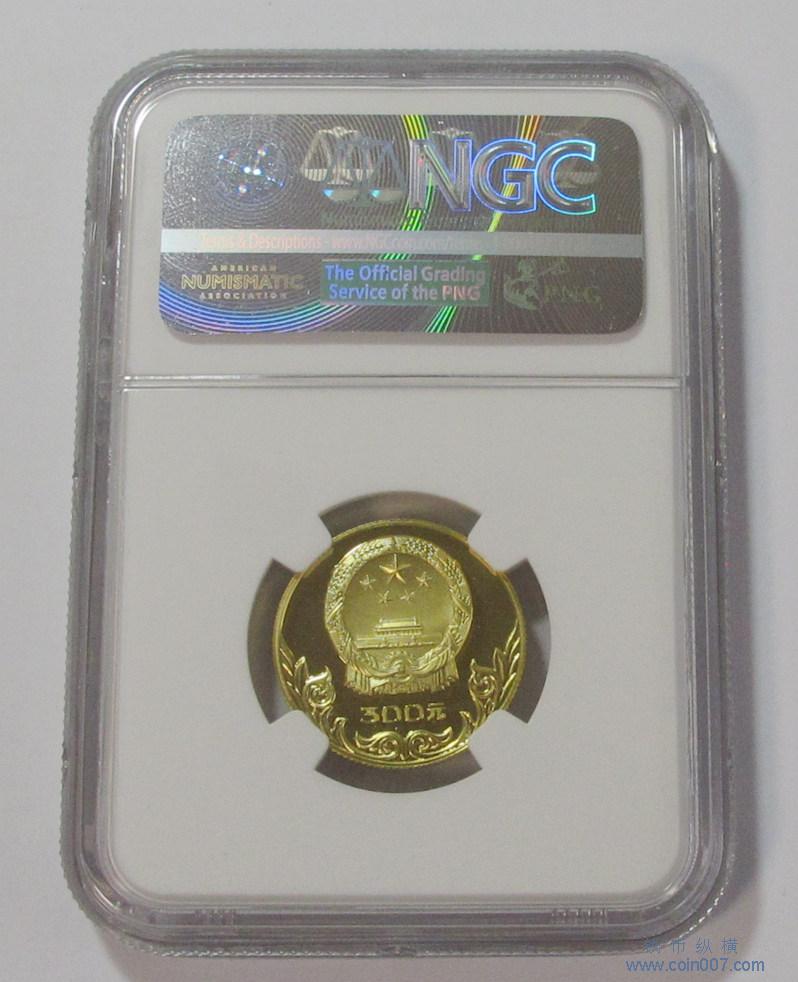 NGC
Terms & Descriptions - www.NGCcoin.com/terms
AMERICAN
NUMISMATIC
ASSOCIATION
The Official Grading
Service of the PNG
PNG
300元
币纵横
www.coin007.com